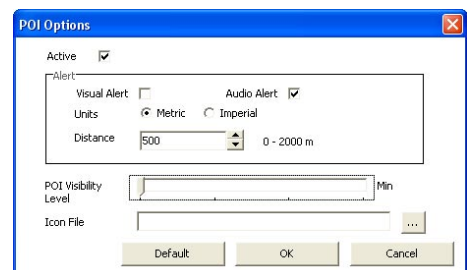 POI Options
Active
Alert
Visual Alert Audio Alert
Units Metric Imperial
Distance 500 0 - 2000 m
POI Visibility
Level
Min
Icon File ...
Default OK Cancel